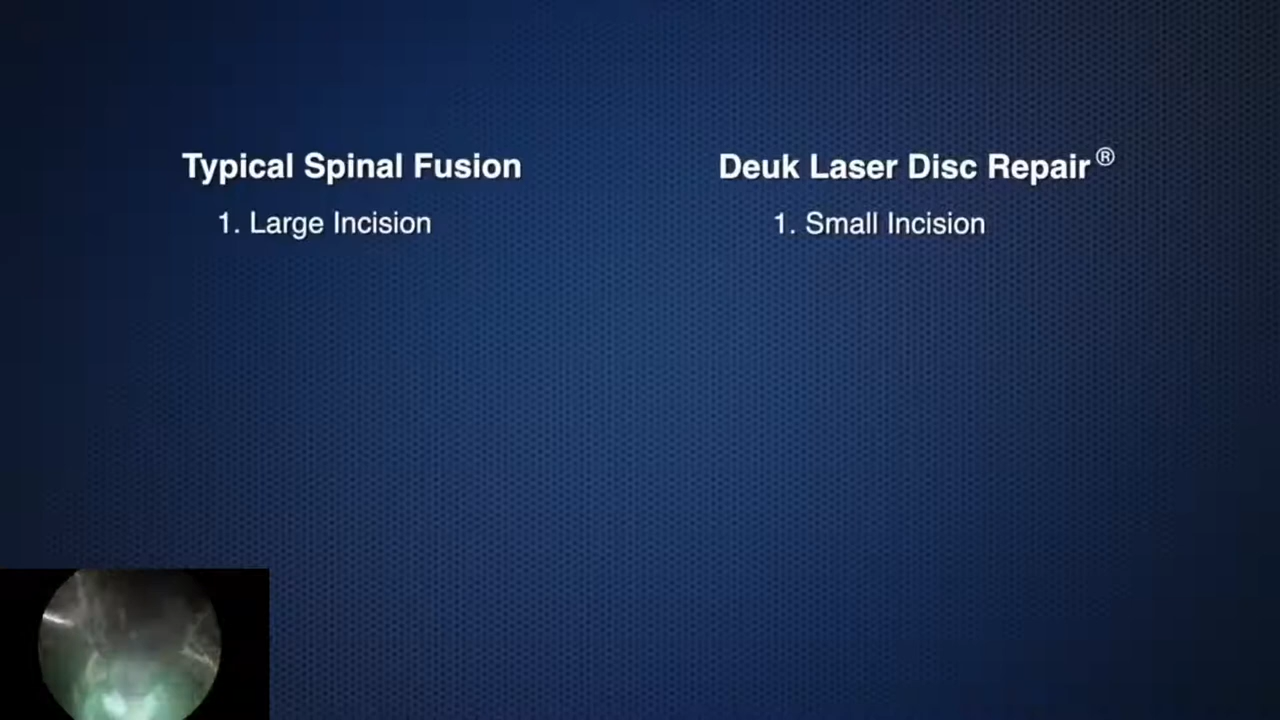 Typical Spinal Fusion
1. Large Incision
Deuk Laser Disc Repair®
1. Small Incision